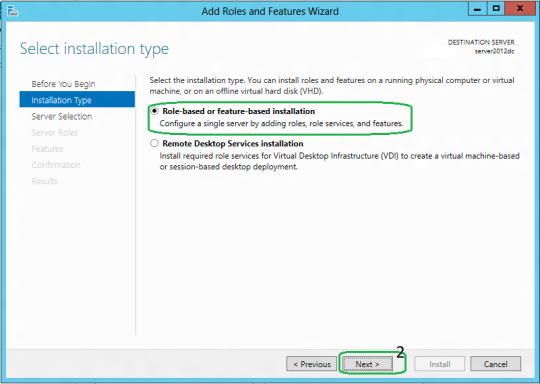 Add Roles and Features Wizard
Select installation type
DESTINATION SERVER
server2012dc
Before You Begin
Installation Type
Server Selection
Server Roles
Features
Confirmation
Results
Select the installation type. You can install roles and features on a running physical computer or virtual
machine, or on an offline virtual hard disk (VHD).
Role-based or feature-based installation
Configure a single server by adding roles, role services, and features.
Remote Desktop Services installation
Install required role services for Virtual Desktop Infrastructure (VDI) to create a virtual machine-based
or session-based desktop deployment.
2
< Previous
Next >
Install
Cancel